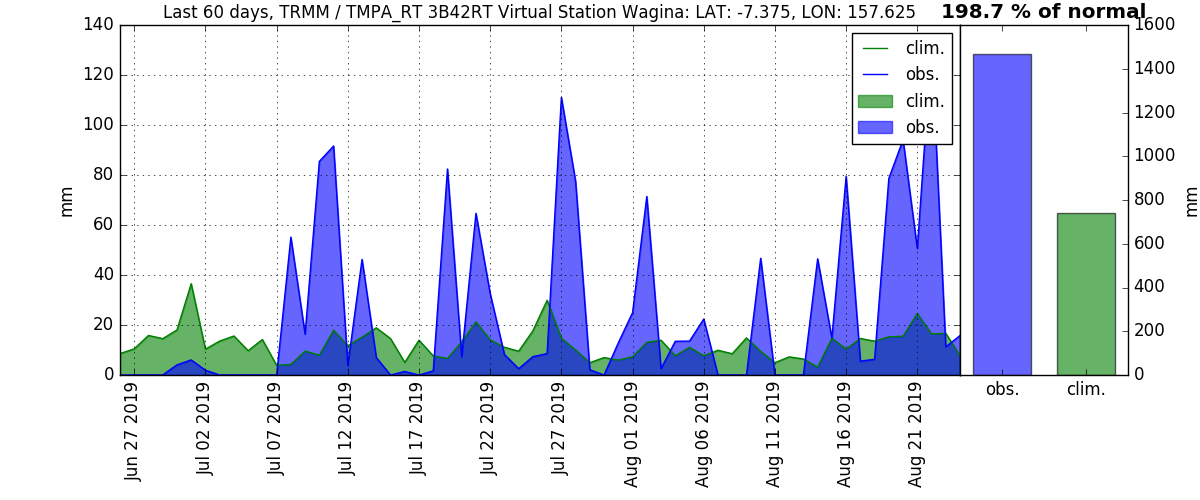 Last 60 days, TRMM / TMPA_RT 3B42RT Virtual Station Wagina: LAT: -7.375, LON: 157.625
198.7 % of normal
140
120
100
80
60
40
20
0
mm
clim.
obs.
clim.
obs.
1600
1400
1200
1000
800
600
400
200
0
mm
obs.
clim.
Jun 27 2019
Jul 02 2019
Jul 07 2019
Jul 12 2019
Jul 17 2019
Jul 22 2019
Jul 27 2019
Aug 01 2019
Aug 06 2019
Aug 11 2019
Aug 16 2019
Aug 21 2019